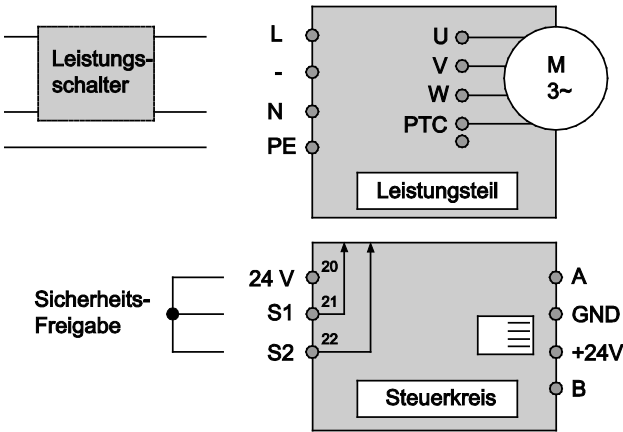 Leistungs-
schalter
L
-
N
PE
U
V
W
PTC
M
3~
Leistungsteil
Sicherheits-
Freigabe
24 V
S1
S2
20
21
22
A
GND
+24V
B
Steuerkreis